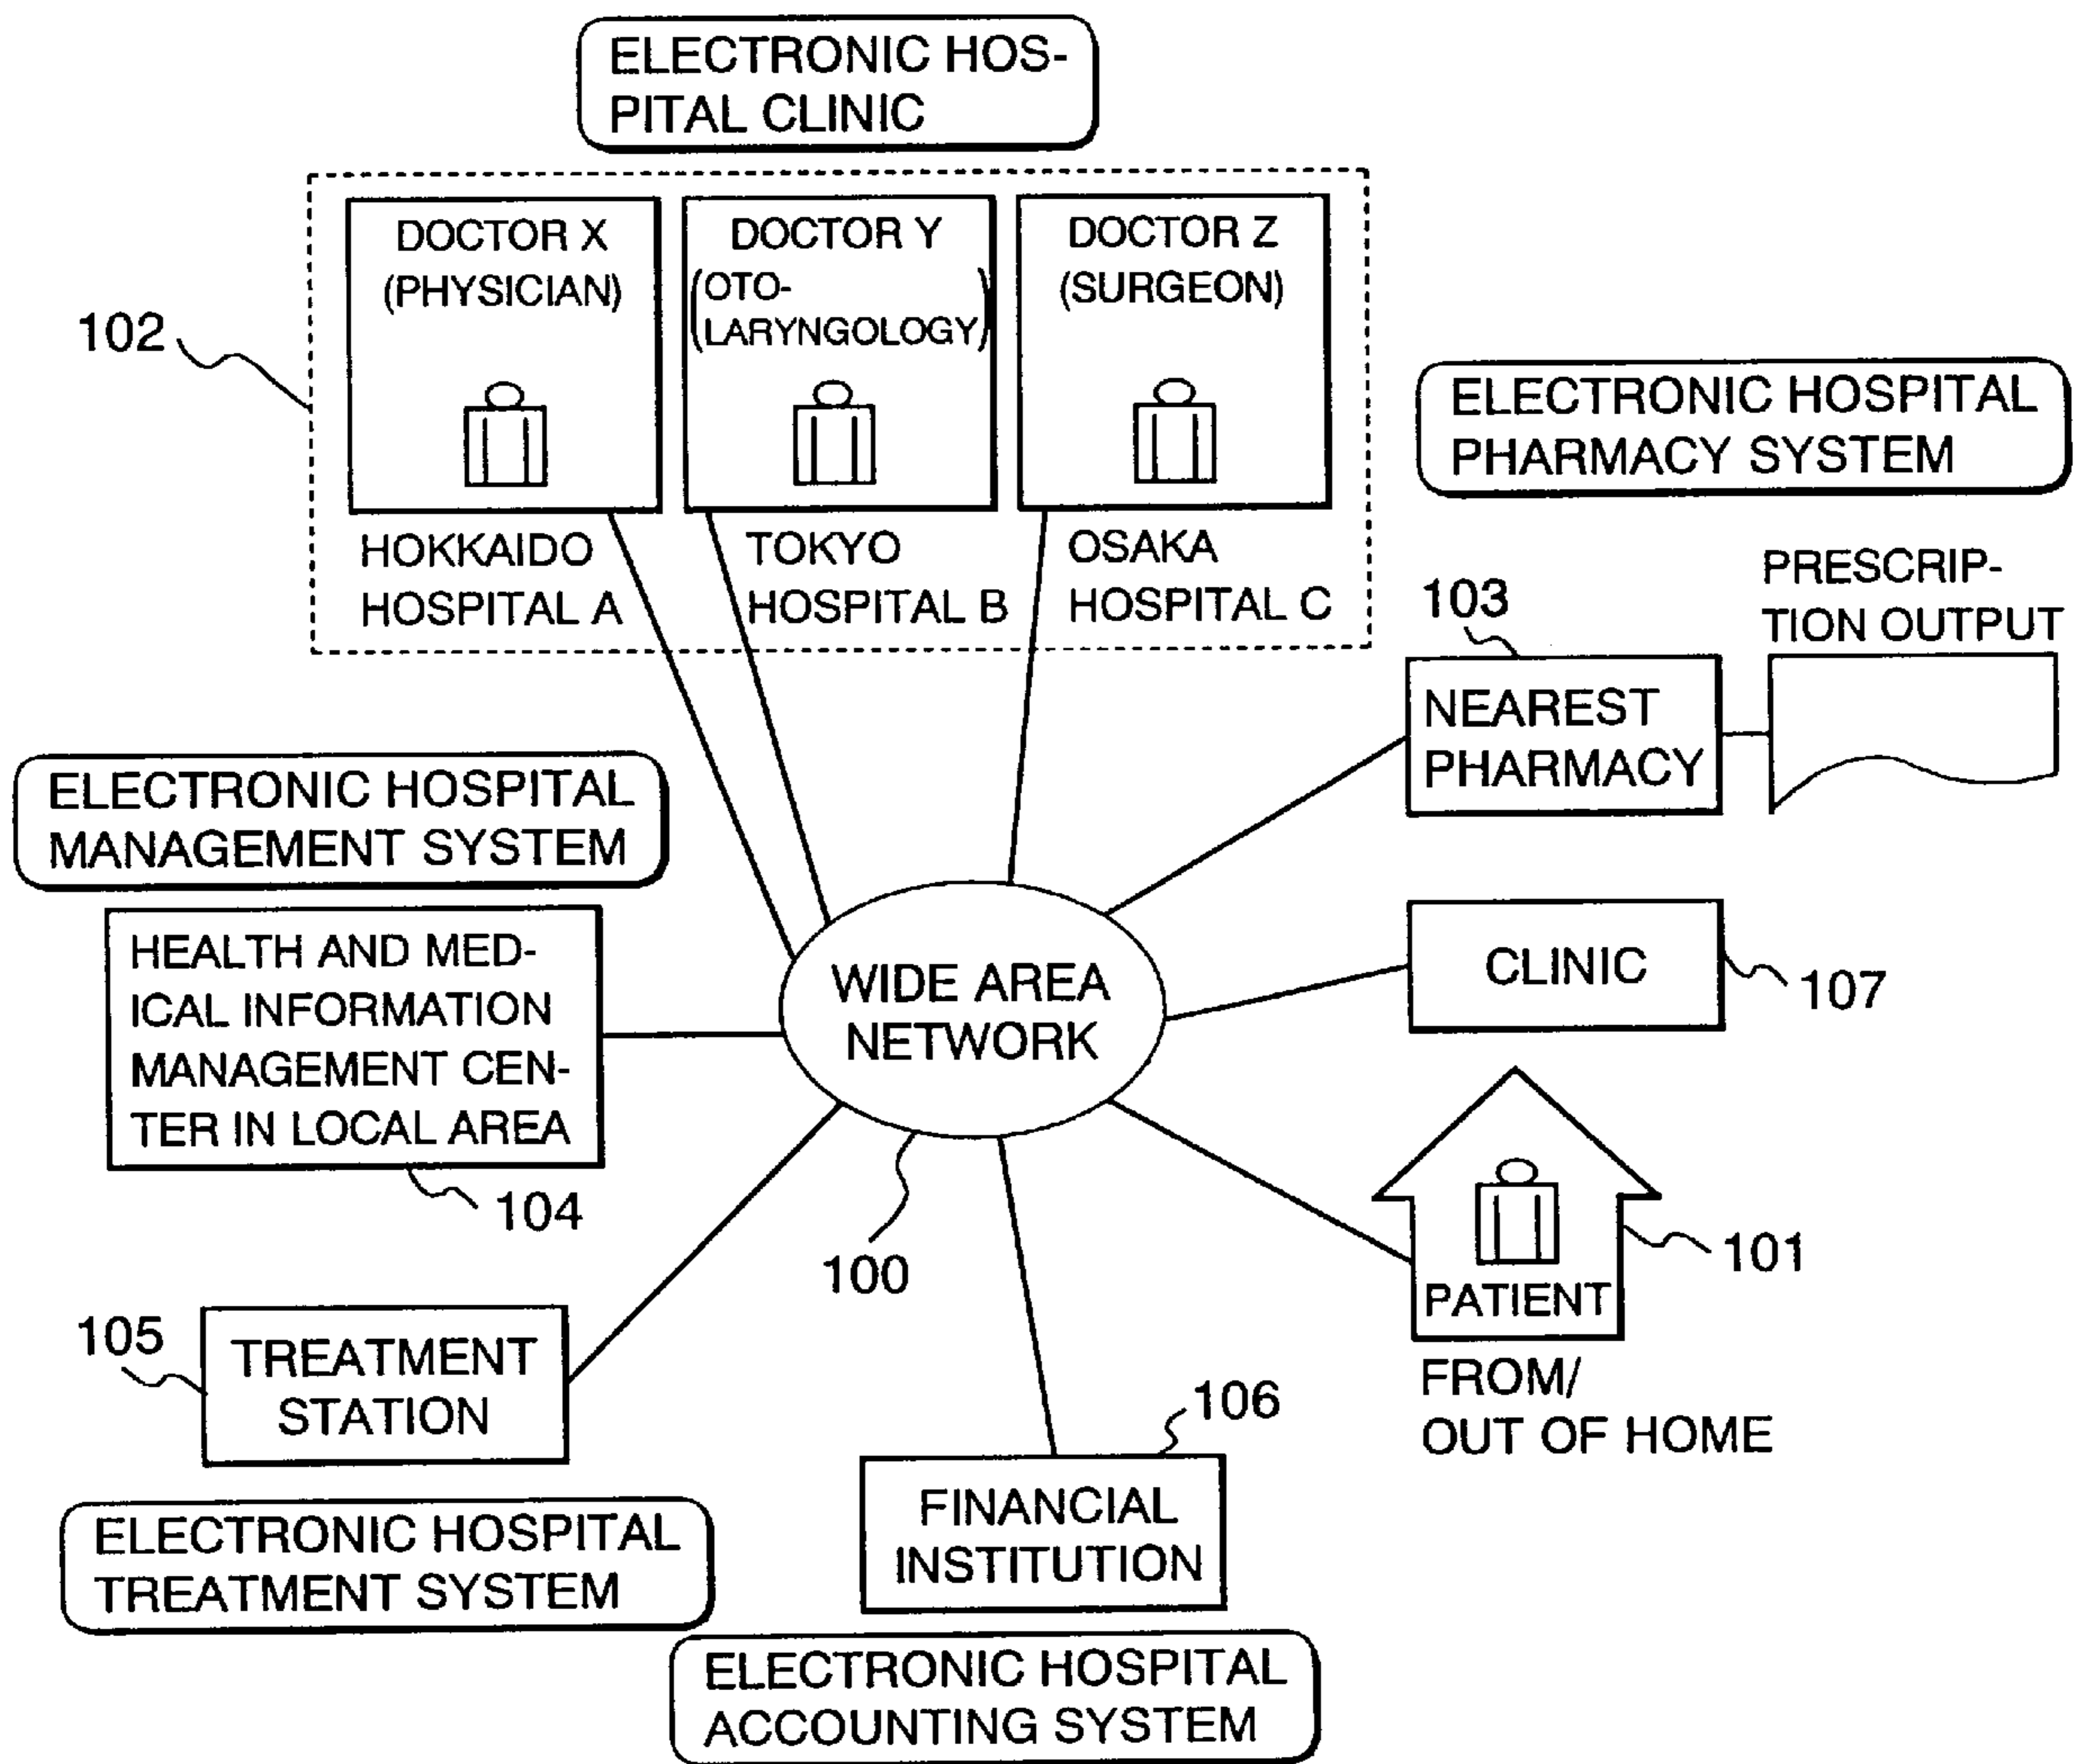 ELECTRONIC HOS-
PITAL CLINIC
DOCTOR X
(PHYSICIAN)
DOCTOR Y
(OTO-
LARYNGOLOGY)
DOCTOR Z
(SURGEON)
102
HOKKAIDO
HOSPITAL A
TOKYO
HOSPITAL B
OSAKA
HOSPITAL C
ELECTRONIC HOSPITAL
PHARMACY SYSTEM
103
PRESCRIP-
TION OUTPUT
NEAREST
PHARMACY
ELECTRONIC HOSPITAL
MANAGEMENT SYSTEM
HEALTH AND MED-
ICAL INFORMATION
MANAGEMENT CEN-
TER IN LOCAL AREA
104
WIDE AREA
NETWORK
100
CLINIC
107
PATIENT
101
FROM/
OUT OF HOME
105
TREATMENT
STATION
ELECTRONIC HOSPITAL
TREATMENT SYSTEM
106
FINANCIAL
INSTITUTION
ELECTRONIC HOSPITAL
ACCOUNTING SYSTEM